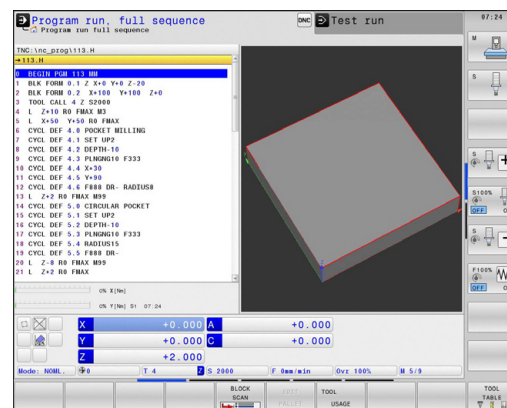 Program run, full sequence
DNC
Test run
07:24
Program run full sequence
TNC:\nc_prog\113.H
→113.H
0 BEGIN PGM 113 MM
1 BLK FORM 0.1 Z X+0 Y+0 Z-20
2 BLK FORM 0.2 X+100 Y+100 Z+0
3 TOOL CALL 4 Z S2000
4 L Z+10 R0 FMAX M3
5 L X+50 Y+50 R0 FMAX
6 CYCL DEF 4.0 POCKET MILLING
7 CYCL DEF 4.1 SET UP2
8 CYCL DEF 4.2 DEPTH-10
9 CYCL DEF 4.3 PLNGNG10 F333
10 CYCL DEF 4.4 X+30
11 CYCL DEF 4.5 Y+90
12 CYCL DEF 4.6 F888 DR- RADIUS8
13 L Z+2 R0 FMAX M99
14 CYCL DEF 5.0 CIRCULAR POCKET
15 CYCL DEF 5.1 SET UP2
16 CYCL DEF 5.2 DEPTH-10
17 CYCL DEF 5.3 PLNGNG10 F333
18 CYCL DEF 5.4 RADIUS15
19 CYCL DEF 5.5 F888 DR-
20 L Z-8 R0 FMAX M99
21 L Z+2 R0 FMAX
0% X[Nm]
0% Y[Nm] S1 07:24
X +0.000 A +0.000
Y +0.000 C +0.000
Z +2.000
Mode: NOML. 0 T 4 Z S 2000 F 0mm/min Ovr 100% M 5/9
M
S
S
S100%
OFF
S
F100% W
OFF
BLOCK
SCAN
TOOL
USAGE
TOOL
TABLE